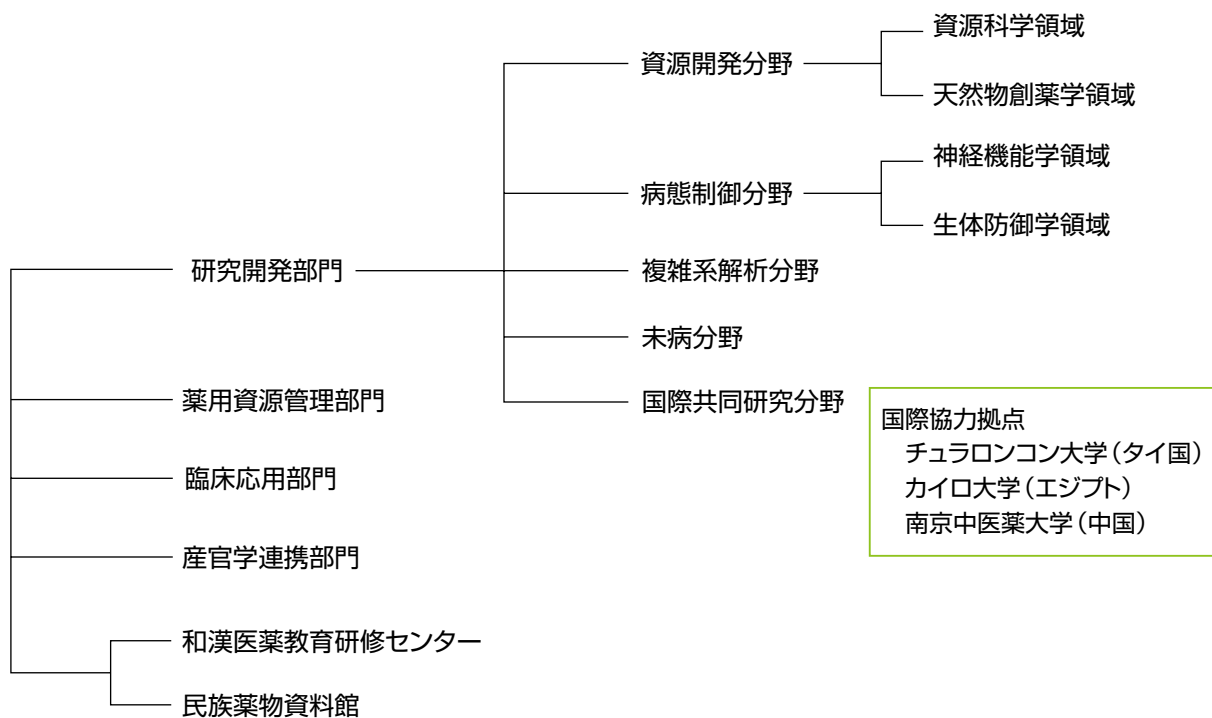 資源科学領域
資源開発分野
天然物創薬学領域
神経機能学領域
病態制御分野
生体防御学領域
研究開発部門
複雑系解析分野
未病分野
薬用資源管理部門
国際共同研究分野
国際協力拠点
チュラロンコン大学（タイ国）
カイロ大学（エジプト）
南京中医薬大学（中国）
臨床応用部門
産官学連携部門
和漢医薬教育研修センター
民族薬物資料館